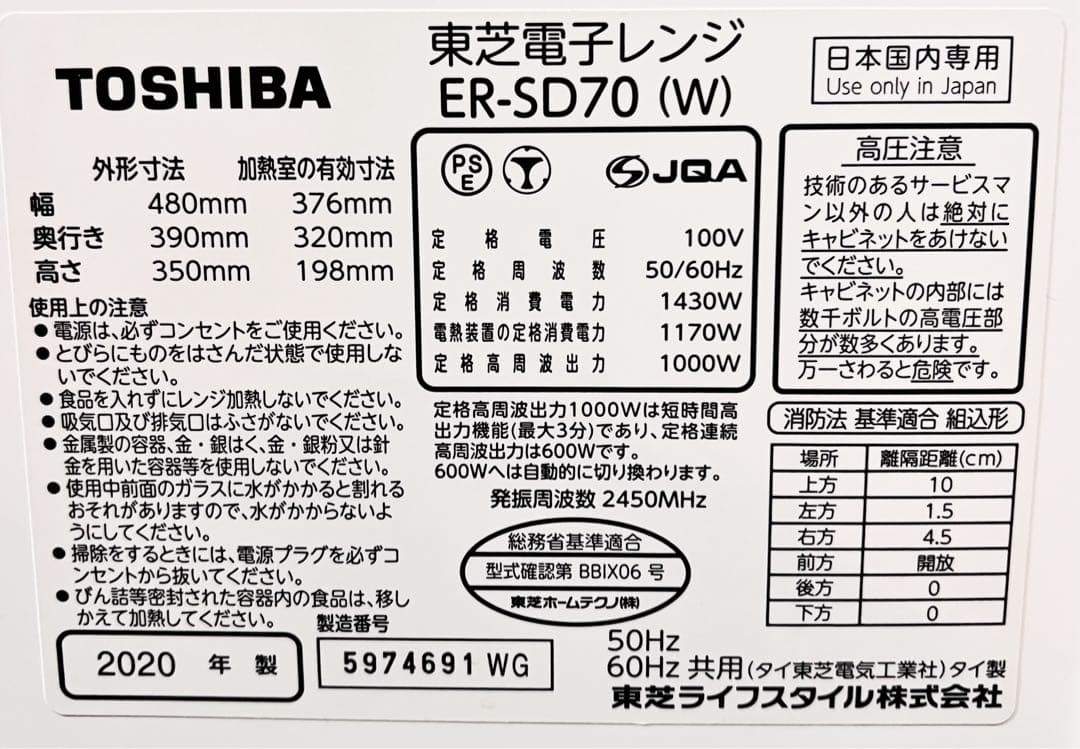 TOSHIBA
東芝電子レンジ
ER-SD70 (W)
日本国内専用
Use only in Japan
外形寸法 加熱室の有効寸法
幅 480mm 376mm
奥行き 390mm 320mm
高さ 350mm 198mm
使用上の注意
●電源は、必ずコンセントをご使用ください。
●とびらにものをはさんだ状態で使用しな
いでください。
●食品を入れずにレンジ加熱しないでください。
●吸気口及び排気口はふさがないでください。
●金属製の容器、金・銀はく、金・銀粉又は針
金を用いた容器等を使用しないでください。
●使用中前面のガラスに水がかかると割れる
おそれがありますので、水がかからないよ
うにしてください。
●掃除をするときには、電源プラグを必ずコ
ンセントから抜いてください。
●びん詰等密封された容器内の食品は、移し
かえて加熱してください。
2020 年 製
製造番号
5974691 WG
PS
E
JQA
定格電圧 100V
定格周波数 50/60Hz
定格消費電力 1430W
電熱装置の定格消費電力 1170W
定格高周波出力 1000W
定格高周波出力1000Wは短時間高
出力機能(最大3分)であり、定格連続
高周波出力は600Wです。
600Wへは自動的に切り換わります。
発振周波数 2450MHz
総務省基準適合
型式確認第 BBIX06 号
東芝ホームテクノ(株)
高圧注意
技術のあるサービスマ
ン以外の人は絶対に
キャビネットをあけない
でください。
キャビネットの内部には
数千ボルトの高電圧部
分が数多くあります。
万一さわると危険です。
消防法 基準適合 組込形
場所 離隔距離(cm)
上方 10
左方 1.5
右方 4.5
前方 開放
後方 0
下方 0
50Hz
60Hz 共用(タイ東芝電気工業社)タイ製
東芝ライフスタイル株式会社